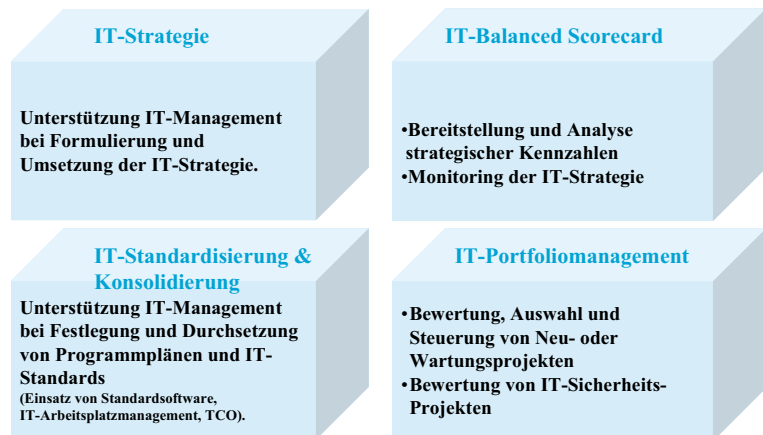 IT-Strategie
Unterstützung IT-Management
bei Formulierung und
Umsetzung der IT-Strategie.
IT-Balanced Scorecard
•Bereitstellung und Analyse
strategischer Kennzahlen
•Monitoring der IT-Strategie
IT-Standardisierung &
Konsolidierung
Unterstützung IT-Management
bei Festlegung und Durchsetzung
von Programmplänen und IT-
Standards
(Einsatz von Standardsoftware,
IT-Arbeitsplatzmanagement, TCO).
IT-Portfoliomanagement
•Bewertung, Auswahl und
Steuerung von Neu- oder
Wartungsprojekten
•Bewertung von IT-Sicherheits-
Projekten